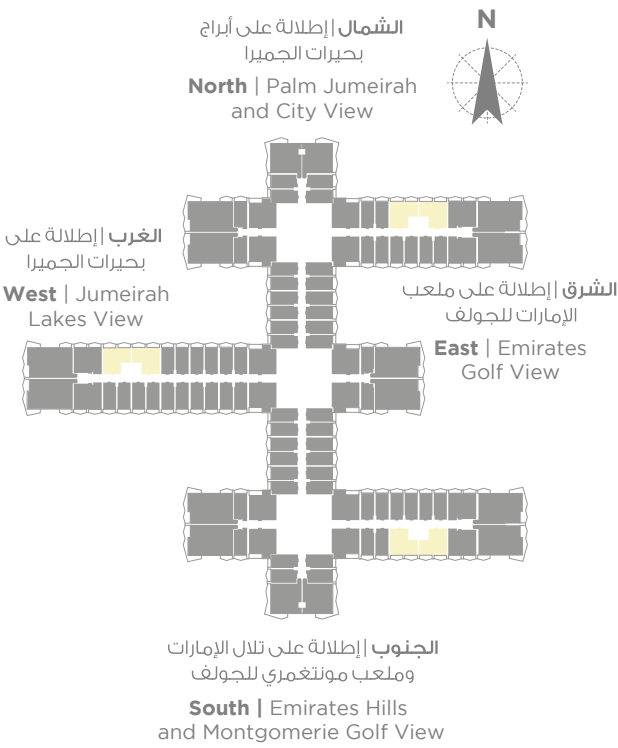 الشمال | إطلالة على أبراج
بحيرات الجميرا
North | Palm Jumeirah
and City View
N
الغرب | إطلالة على
بحيرات الجميرا
West | Jumeirah
Lakes View
الشرق | إطلالة على ملعب
الإمارات للجولف
East | Emirates
Golf View
الجنوب | إطلالة على تلال الإمارات
وملعب مونتغمري للجولف
South | Emirates Hills
and Montgomerie Golf View